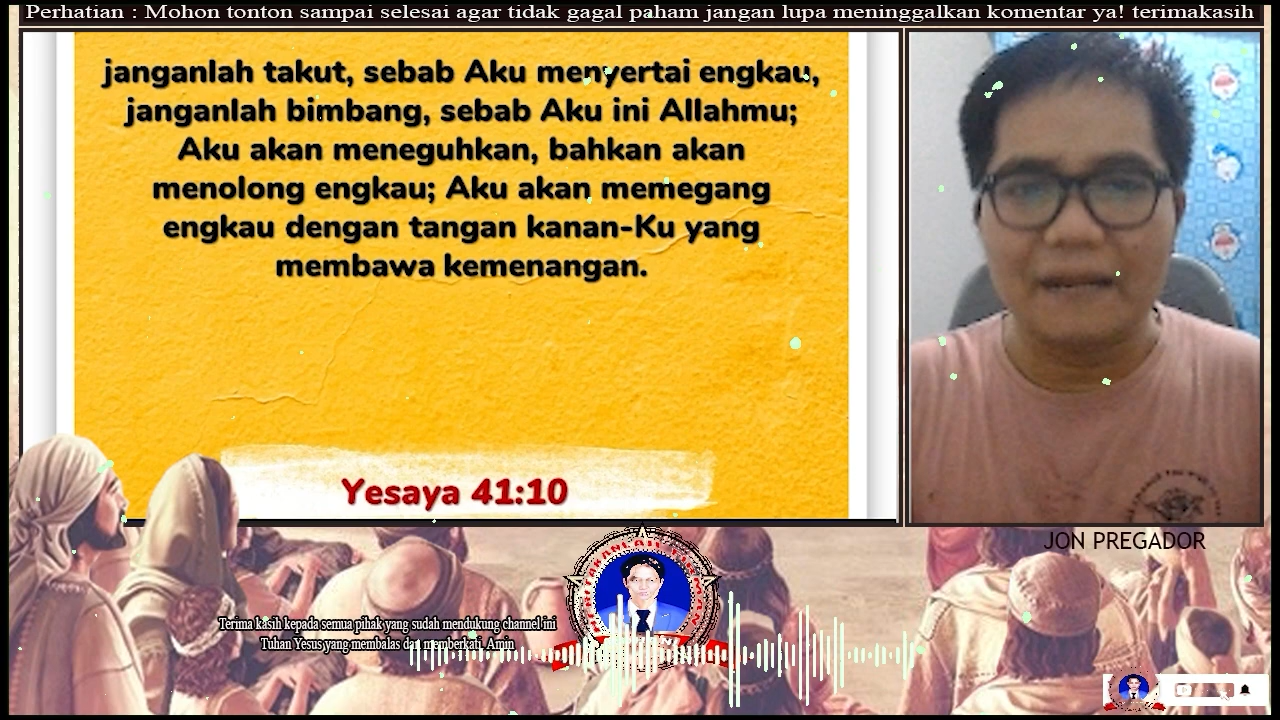 Perhatian : Mohon tonton sampai selesai agar tidak gagal paham jangan lupa meninggalkan komentar ya! terimakasih
janganlah takut, sebab Aku menyertai engkau,
janganlah bimbang, sebab Aku ini Allahmu;
Aku akan meneguhkan, bahkan akan
menolong engkau; Aku akan memegang
engkau dengan tangan kanan-Ku yang
membawa kemenangan.
Yesaya 41:10
JON PREGADOR
Terima kasih kepada semua pihak yang sudah mendukung channel ini
Tuhan Yesus yang membalas dan memberkati. Amin